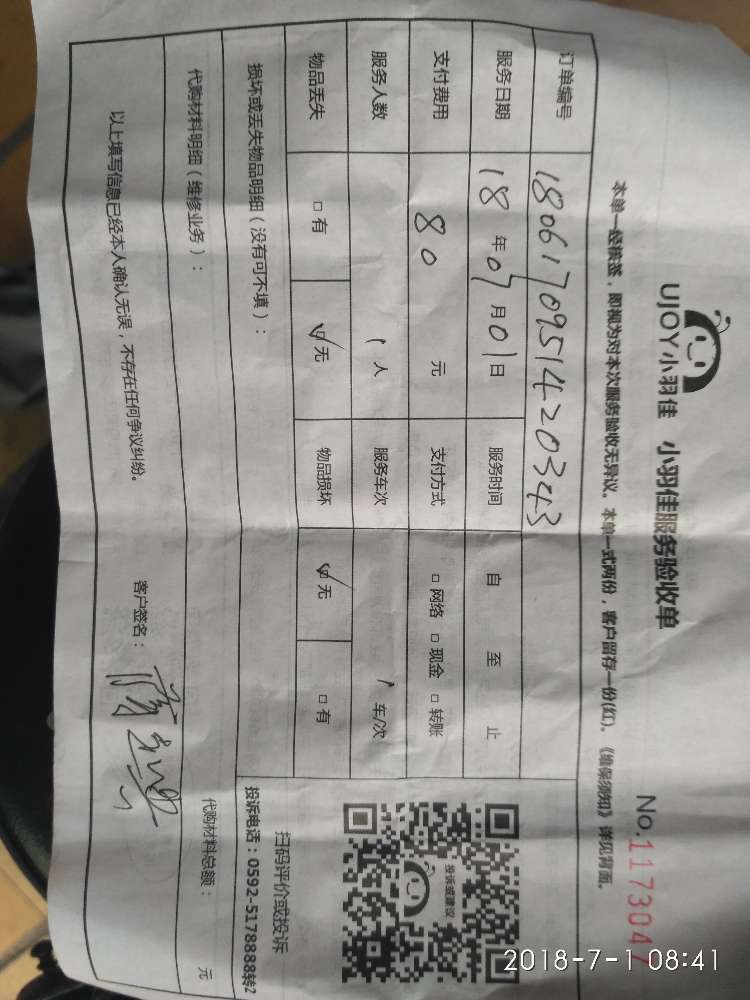 UJOY小羽佳 小羽佳服务验收单
No.1173047
本单一经核签，即视为对本次服务验收无异议。本单一式两份，客户留存一份(红)。《维保须知》详见背面。
订单编号 180617095142０343
服务日期 18 年 07 月 01 日 服务时间 自 至 止
支付费用 80 元 支付方式 □ 网络 □ 现金 □ 转账
服务人数 1 人 服务车次 1 车/次
物品丢失 □ 有 ☑ 无 物品损坏 ☑ 无 □ 有
投诉或建议
扫码评价或投诉
投诉电话：0592-5178888转2
损坏或丢失物品明细（没有可不填）：
代购材料明细（维修业务）：
代购材料总额： 元
以上填写信息已经本人确认无误，不存在任何争议纠纷。 客户签名：
2018-7-1 08:41